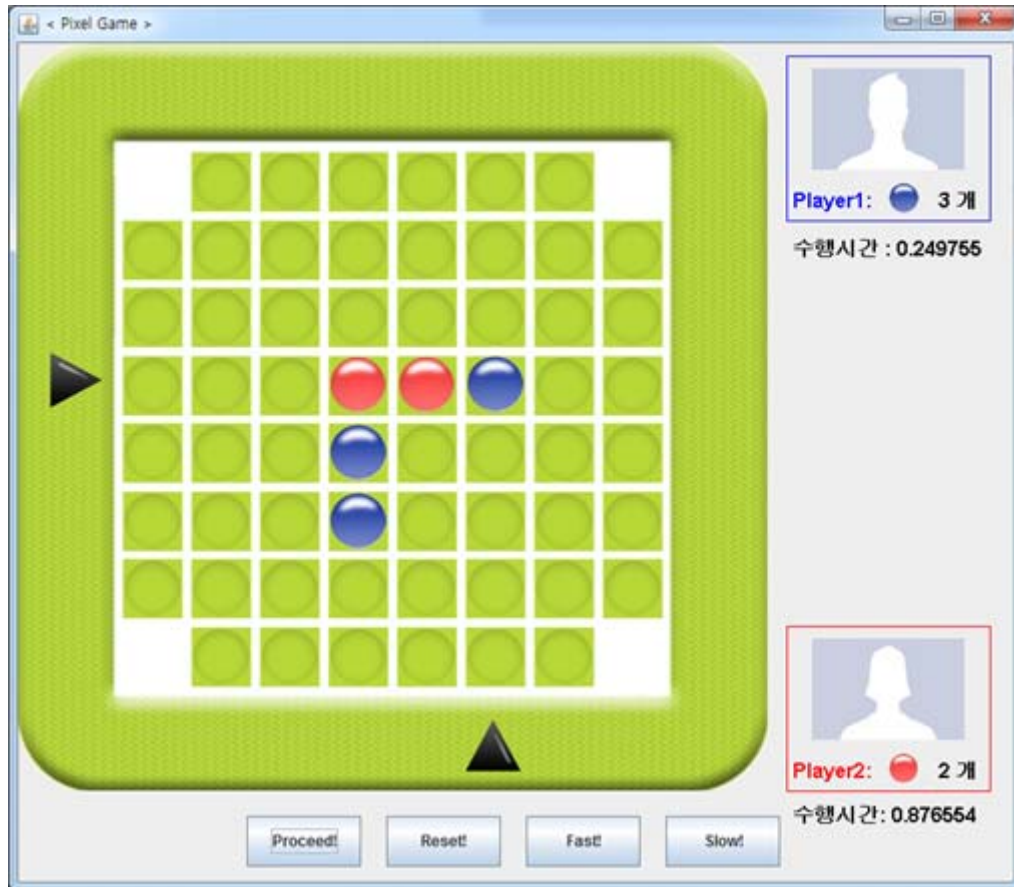 < Pixel Game >
Player1: 3 개
수행시간 : 0.249755
Player2: 2 개
수행시간: 0.876554
Proceed! Reset! Fast! Slow!